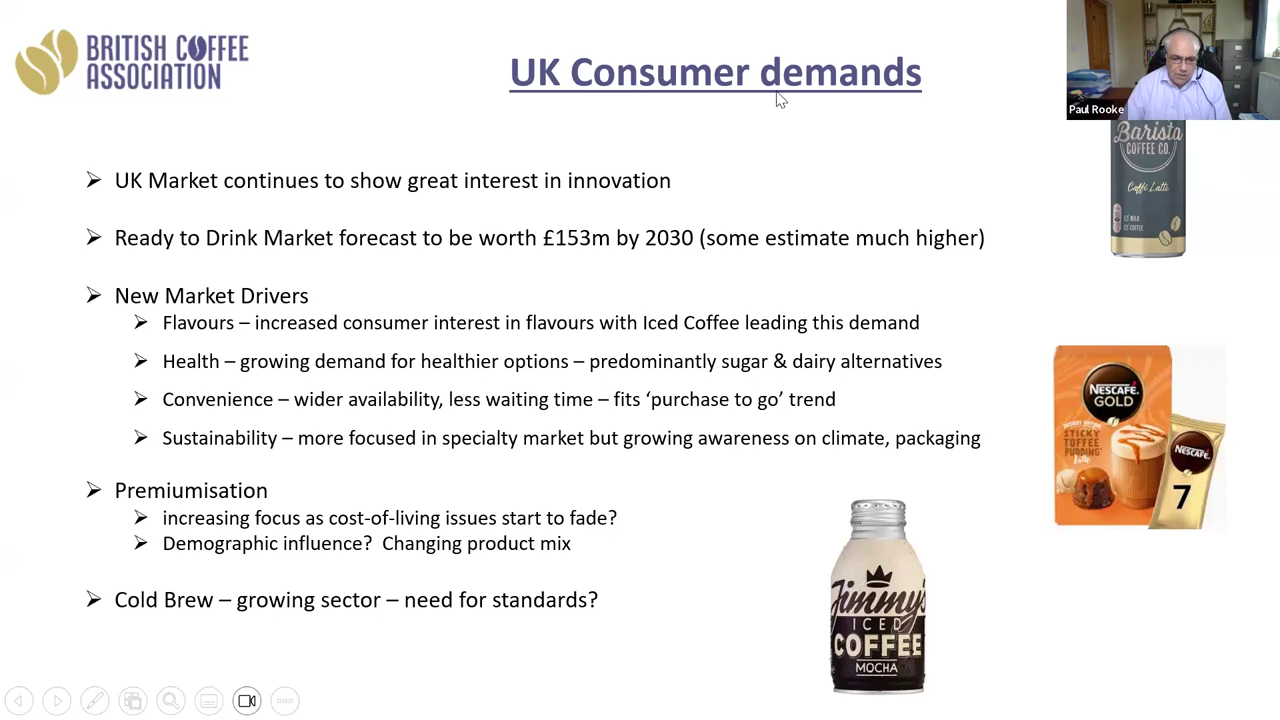 BRITISH COFFEE
ASSOCIATION
UK Consumer demands
Paul Rooke
UK Market continues to show great interest in innovation
Ready to Drink Market forecast to be worth £153m by 2030 (some estimate much higher)
New Market Drivers
Flavours – increased consumer interest in flavours with Iced Coffee leading this demand
Health – growing demand for healthier options – predominantly sugar & dairy alternatives
Convenience – wider availability, less waiting time – fits ‘purchase to go’ trend
Sustainability – more focused in specialty market but growing awareness on climate, packaging
Premiumisation
increasing focus as cost-of-living issues start to fade?
Demographic influence? Changing product mix
Cold Brew – growing sector – need for standards?
Barista
COFFEE CO.
Caffè Latte
NESCAFÉ.
GOLD
STICKY
TOFFEE
PUDDING
latte
NESCAFÉ.
7
Jimmy's
ICED
COFFEE
MOCHA